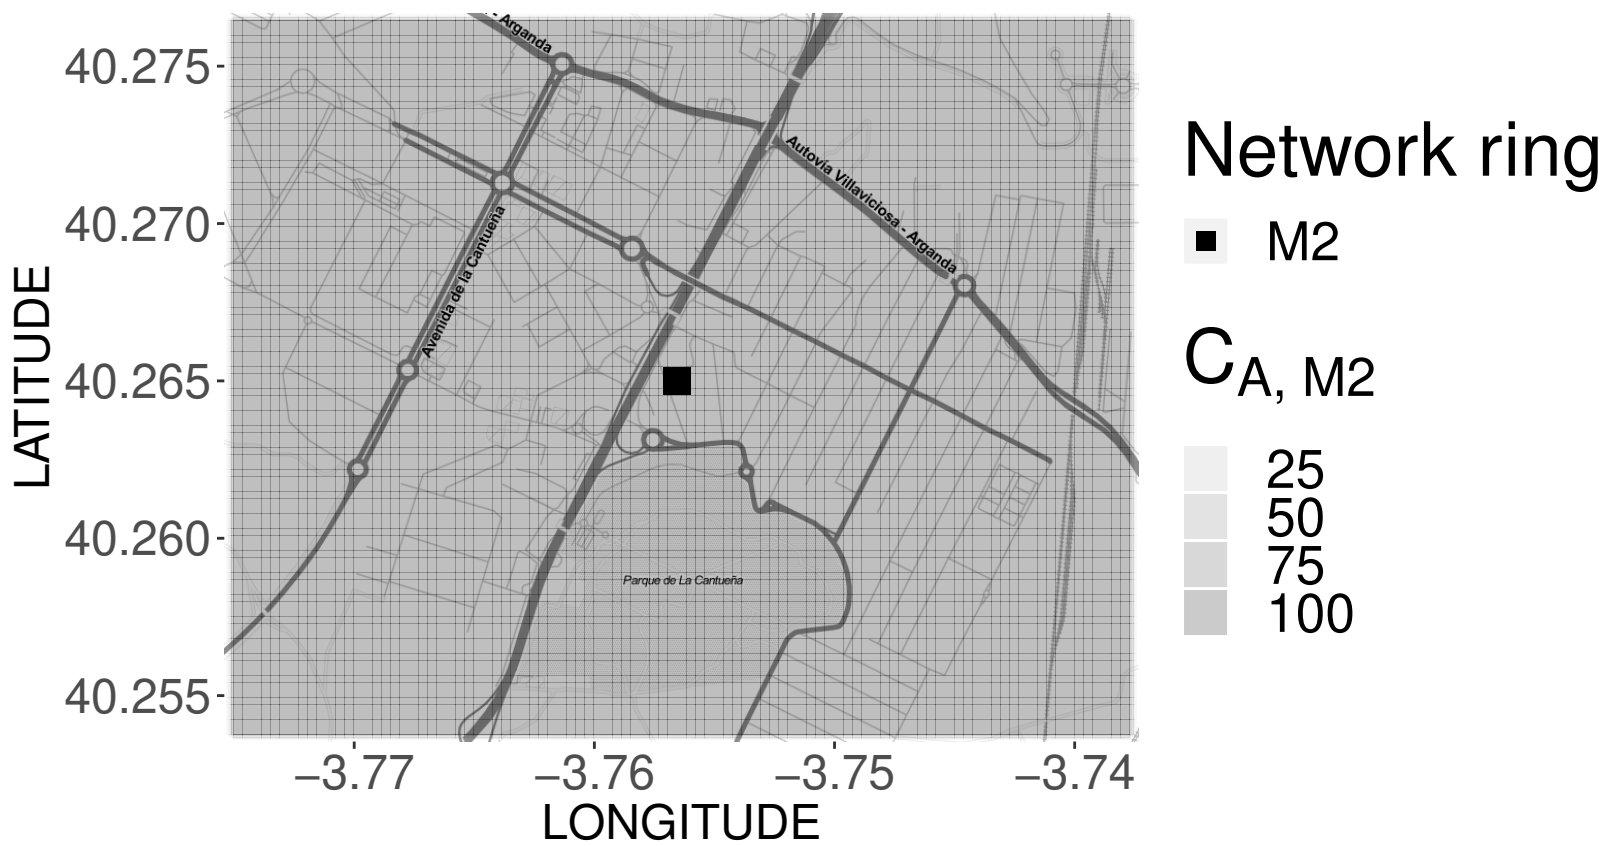 - Arganda
40.275
40.270
40.265
40.260
40.255
LATITUDE
Autovía Villaviciosa - Arganda
Avenida de la Cantueña
Parque de La Cantueña
−3.77
−3.76
−3.75
−3.74
LONGITUDE
Network ring
M2
C A, M2
25
50
75
100